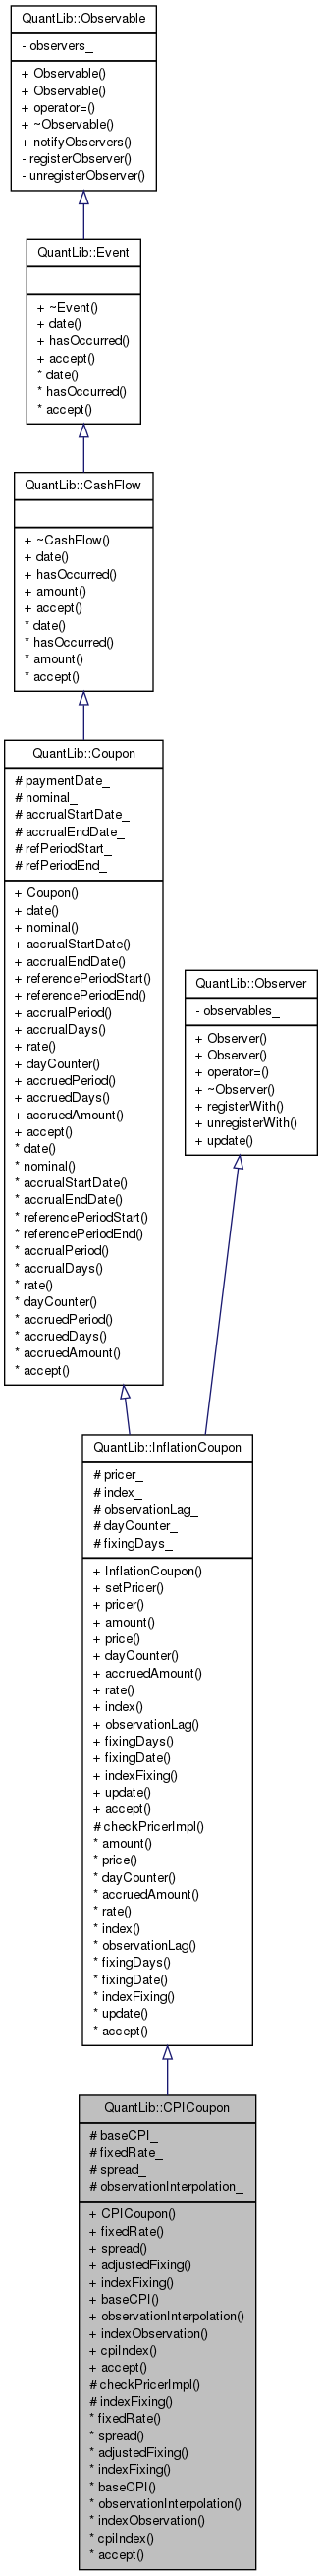 QuantLib::Observable
- observers_
+ Observable()
+ Observable()
+ operator=()
+ ~Observable()
+ notifyObservers()
- registerObserver()
- unregisterObserver()
QuantLib::Event
+ ~Event()
+ date()
+ hasOccurred()
+ accept()
* date()
* hasOccurred()
* accept()
QuantLib::CashFlow
+ ~CashFlow()
+ date()
+ hasOccurred()
+ amount()
+ accept()
* date()
* hasOccurred()
* amount()
* accept()
QuantLib::Coupon
# paymentDate_
# nominal_
# accrualStartDate_
# accrualEndDate_
# refPeriodStart_
# refPeriodEnd_
+ Coupon()
+ date()
+ nominal()
+ accrualStartDate()
+ accrualEndDate()
+ referencePeriodStart()
+ referencePeriodEnd()
+ accrualPeriod()
+ accrualDays()
+ rate()
+ dayCounter()
+ accruedPeriod()
+ accruedDays()
+ accruedAmount()
+ accept()
* date()
* nominal()
* accrualStartDate()
* accrualEndDate()
* referencePeriodStart()
* referencePeriodEnd()
* accrualPeriod()
* accrualDays()
* rate()
* dayCounter()
* accruedPeriod()
* accruedDays()
* accruedAmount()
* accept()
QuantLib::Observer
- observables_
+ Observer()
+ Observer()
+ operator=()
+ ~Observer()
+ registerWith()
+ unregisterWith()
+ update()
QuantLib::InflationCoupon
# pricer_
# index_
# observationLag_
# dayCounter_
# fixingDays_
+ InflationCoupon()
+ setPricer()
+ pricer()
+ amount()
+ price()
+ dayCounter()
+ accruedAmount()
+ rate()
+ index()
+ observationLag()
+ fixingDays()
+ fixingDate()
+ indexFixing()
+ update()
+ accept()
# checkPricerImpl()
* amount()
* price()
* dayCounter()
* accruedAmount()
* rate()
* index()
* observationLag()
* fixingDays()
* fixingDate()
* indexFixing()
* update()
* accept()
QuantLib::CPICoupon
# baseCPI_
# fixedRate_
# spread_
# observationInterpolation_
+ CPICoupon()
+ fixedRate()
+ spread()
+ adjustedFixing()
+ indexFixing()
+ baseCPI()
+ observationInterpolation()
+ indexObservation()
+ cpiIndex()
+ accept()
# checkPricerImpl()
# indexFixing()
* fixedRate()
* spread()
* adjustedFixing()
* indexFixing()
* baseCPI()
* observationInterpolation()
* indexObservation()
* cpiIndex()
* accept()